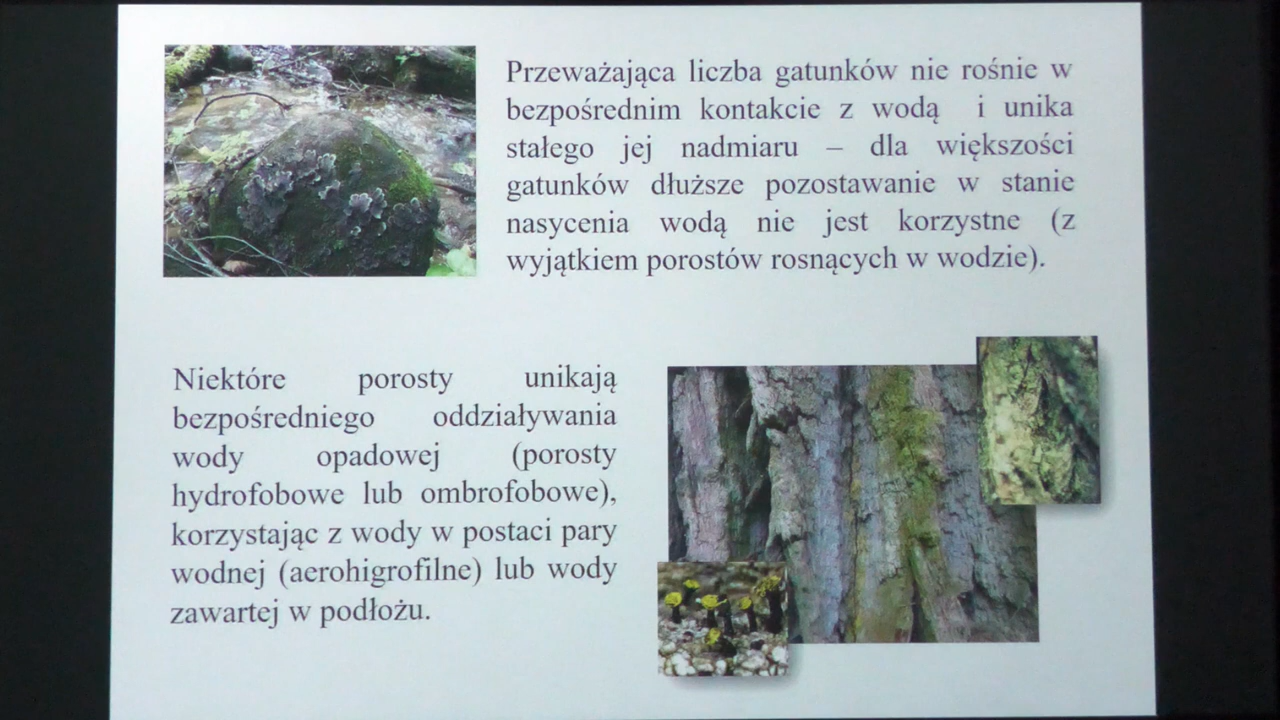 Przeważająca liczba gatunków nie rośnie w
bezpośrednim kontakcie z wodą i unika
stałego jej nadmiaru – dla większości
gatunków dłuższe pozostawanie w stanie
nasycenia wodą nie jest korzystne (z
wyjątkiem porostów rosnących w wodzie).
Niektóre porosty unikają
bezpośredniego oddziaływania
wody opadowej (porosty
hydrofobowe lub ombrofobowe),
korzystając z wody w postaci pary
wodnej (aerohigrofilne) lub wody
zawartej w podłożu.